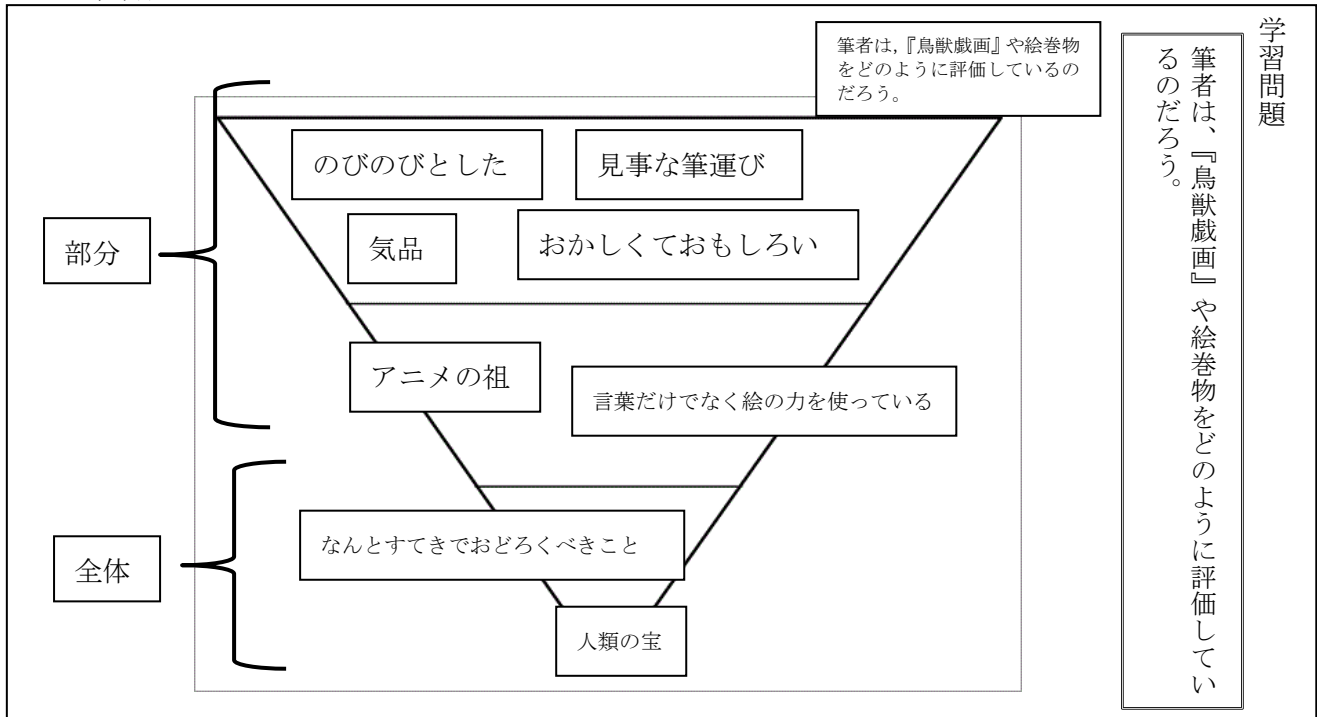 学習問題
筆者は、『鳥獣戯画』や絵巻物をどのように評価してい
るのだろう。
筆者は，『鳥獣戯画』や絵巻物
をどのように評価しているの
だろう。
のびのびとした
見事な筆運び
気品
おかしくておもしろい
部分
アニメの祖
言葉だけでなく絵の力を使っている
なんとすてきでおどろくべきこと
全体
人類の宝